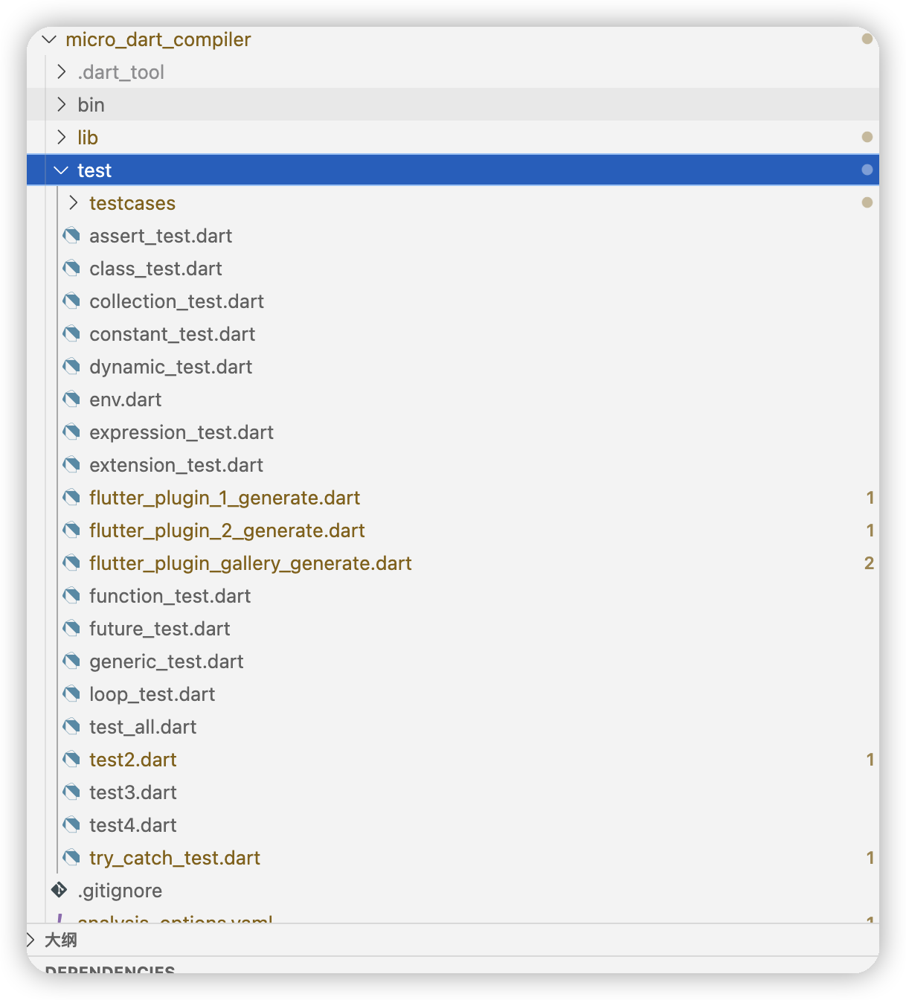 micro_dart_compiler
.dart_tool
bin
lib
test
testcases
assert_test.dart
class_test.dart
collection_test.dart
constant_test.dart
dynamic_test.dart
env.dart
expression_test.dart
extension_test.dart
flutter_plugin_1_generate.dart 1
flutter_plugin_2_generate.dart 1
flutter_plugin_gallery_generate.dart 2
function_test.dart
future_test.dart
generic_test.dart
loop_test.dart
test_all.dart
test2.dart 1
test3.dart
test4.dart
try_catch_test.dart 1
.gitignore
analysis_options.yaml 1
大纲
DEPENDENCIES